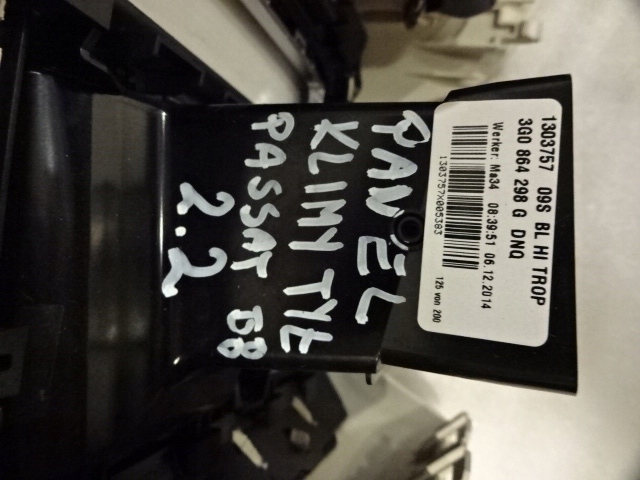 1303757 09S BL HI TROP
3G0 864 298 G DNQ
Werker: Ma34 08:39:51 06.12.2014
1303757X005383
125 von 200
PANEL
KLIMY TYŁ
PASSAT B8
2.2